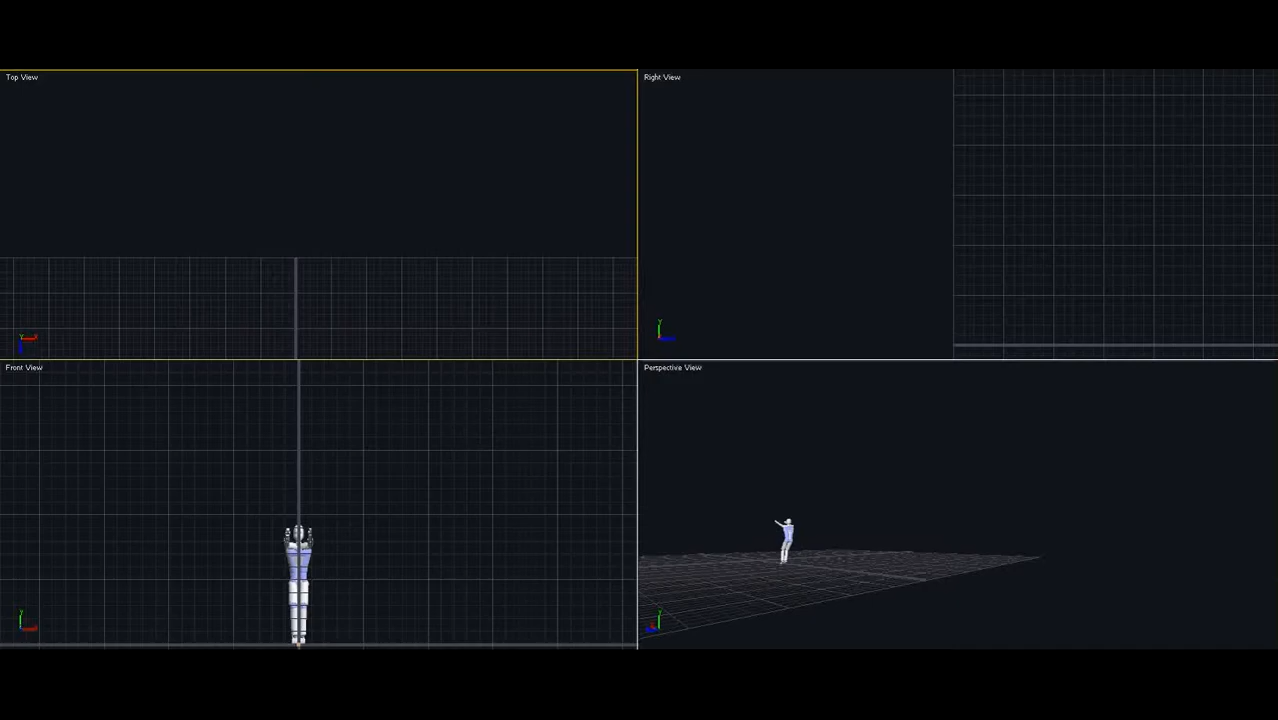 Top View
Right View
Y
Y
Front View
Perspective View
Y
Y